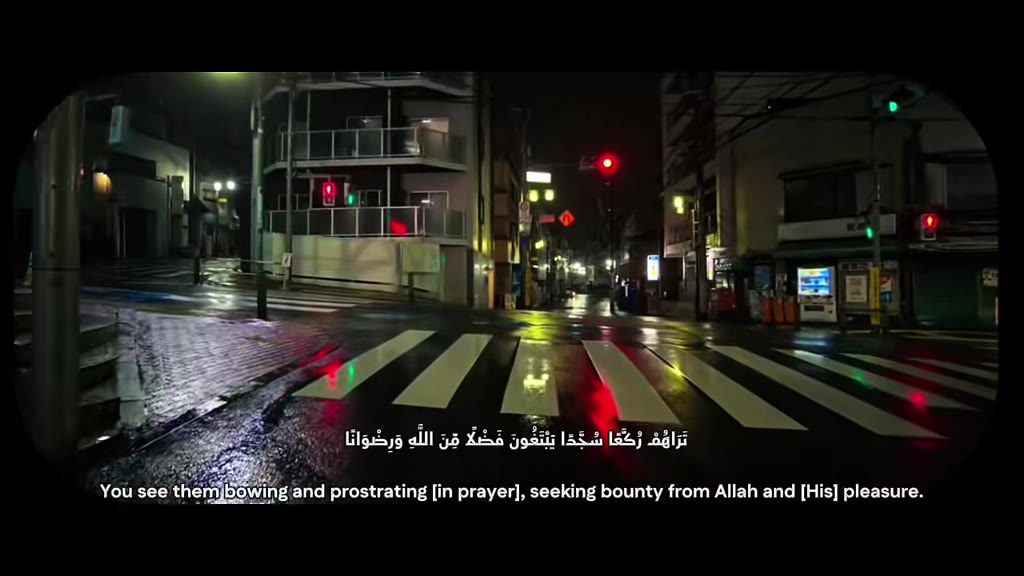 تَرَاهُمْ رُكَّعًا سُجَّدًا يَبْتَغُونَ فَضْلًا مِّنَ اللَّهِ وَرِضْوَانًا
You see them bowing and prostrating [in prayer], seeking bounty from Allah and [His] pleasure.